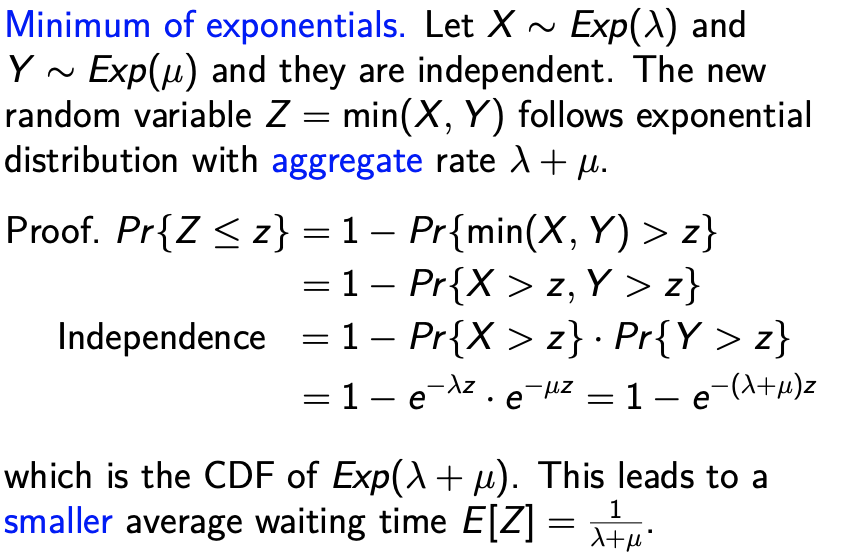 Minimum of exponentials. Let X ∼ Exp(λ) and
Y ∼ Exp(μ) and they are independent. The new
random variable Z = min(X, Y) follows exponential
distribution with aggregate rate λ + μ.
Proof. Pr{Z ≤ z} = 1 − Pr{min(X, Y) > z}
= 1 − Pr{X > z, Y > z}
Independence = 1 − Pr{X > z} · Pr{Y > z}
= 1 − e^{−λz} · e^{−μz} = 1 − e^{−(λ+μ)z}
which is the CDF of Exp(λ + μ). This leads to a
smaller average waiting time E[Z] = \frac{1}{λ+μ}.